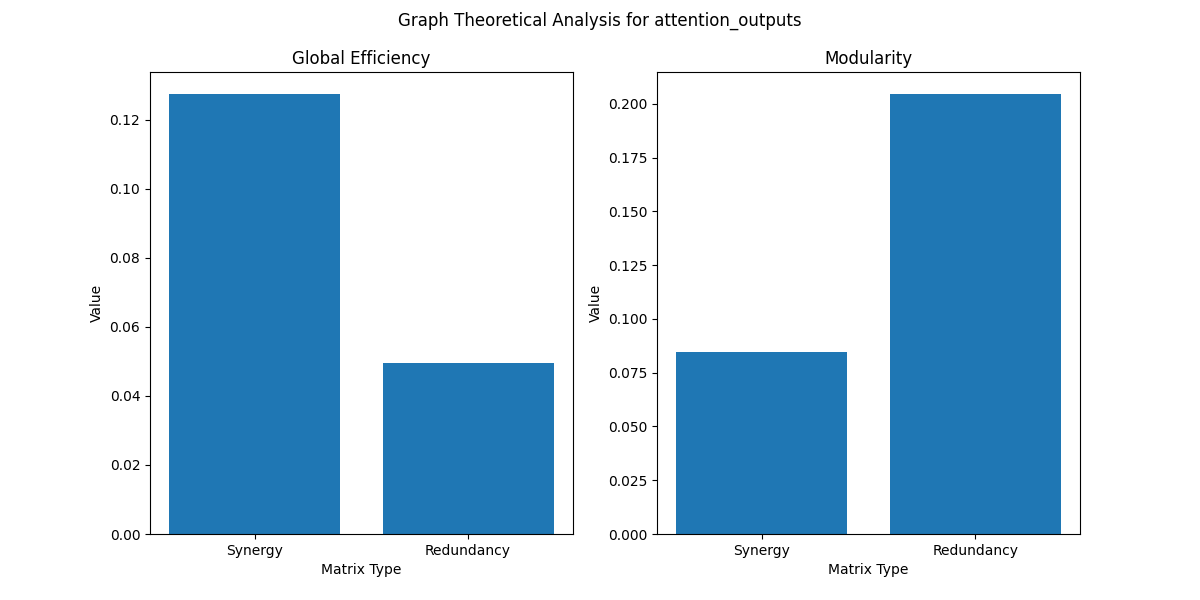 Graph Theoretical Analysis for attention_outputs
Global Efficiency
Value
0.12
0.10
0.08
0.06
0.04
0.02
0.00
Synergy
Redundancy
Matrix Type
Modularity
Value
0.200
0.175
0.150
0.125
0.100
0.075
0.050
0.025
0.000
Synergy
Redundancy
Matrix Type